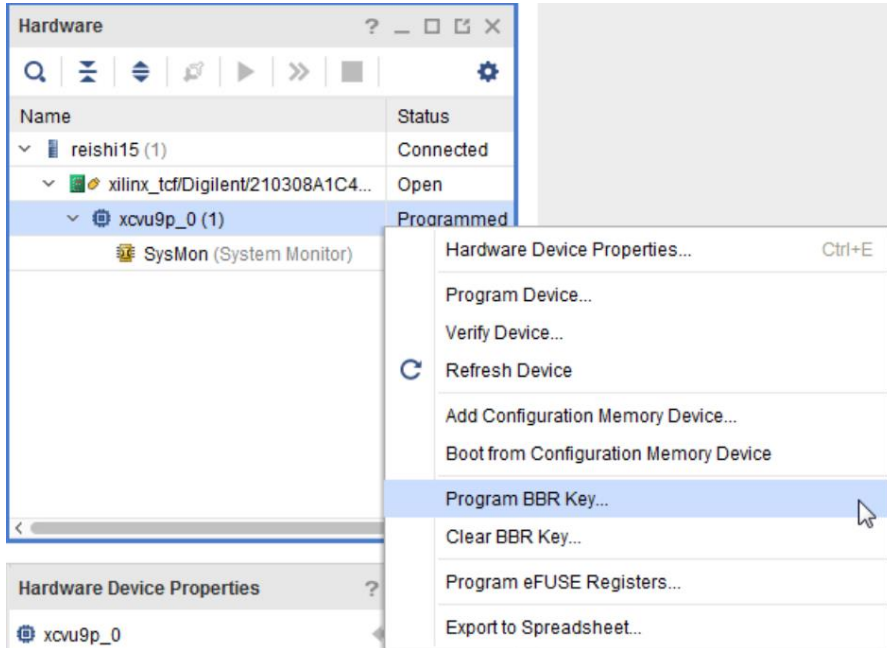 Hardware
Name Status
reishi15 (1) Connected
xilinx_tcf/Digilent/210308A1C4... Open
xcvu9p_0 (1) Programmed
SysMon (System Monitor)
Hardware Device Properties... Ctrl+E
Program Device...
Verify Device...
Refresh Device
Add Configuration Memory Device...
Boot from Configuration Memory Device
Program BBR Key...
Clear BBR Key...
Program eFUSE Registers...
Export to Spreadsheet...
Hardware Device Properties ?
xcvu9p_0